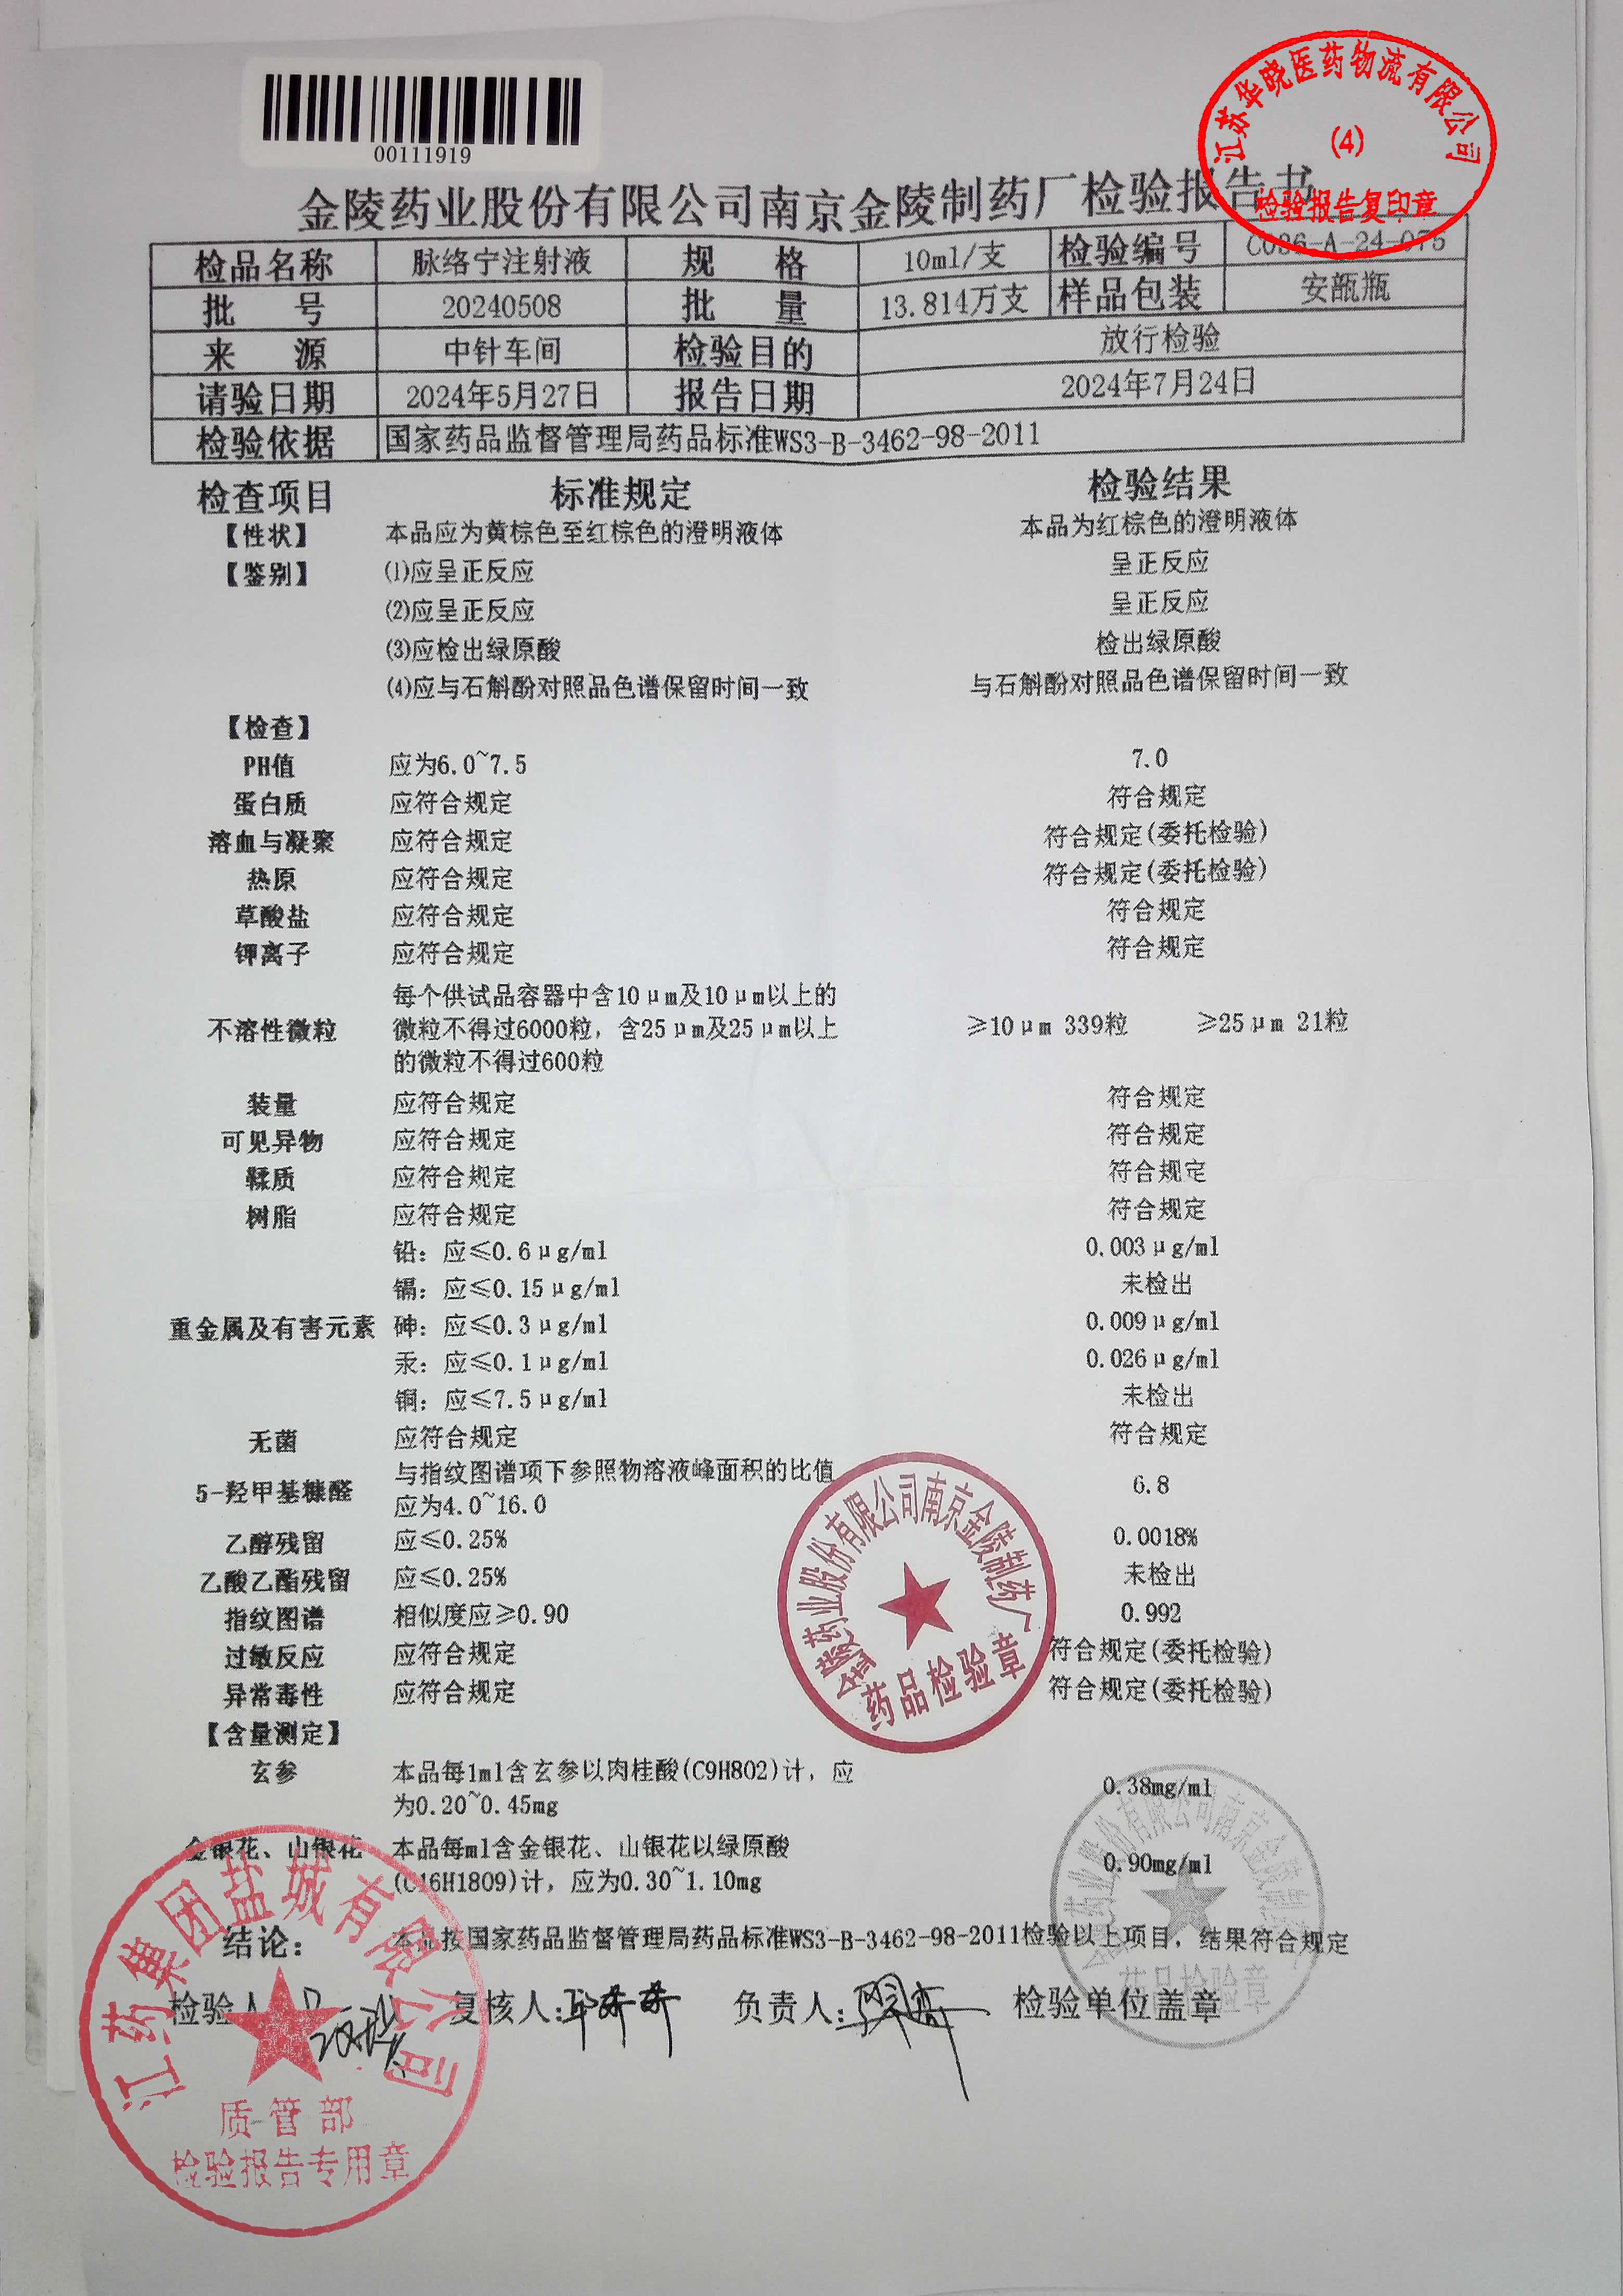 00111919
江苏华晓医药物流有限公司
(4)
检验报告复印章
金陵药业股份有限公司南京金陵制药厂检验报告书
检品名称 脉络宁注射液 规 格 10ml/支 检验编号 C036-A-24-075
批 号 20240508 批 量 13.814万支 样品包装 安瓿瓶
来 源 中针车间 检验目的 放行检验
请验日期 2024年5月27日 报告日期 2024年7月24日
检验依据 国家药品监督管理局药品标准WS3-B-3462-98-2011
检查项目 标准规定 检验结果
【性状】 本品应为黄棕色至红棕色的澄明液体 本品为红棕色的澄明液体
【鉴别】 (1)应呈正反应 呈正反应
(2)应呈正反应 呈正反应
(3)应检出绿原酸 检出绿原酸
(4)应与石斛酚对照品色谱保留时间一致 与石斛酚对照品色谱保留时间一致
【检查】
PH值 应为6.0~7.5 7.0
蛋白质 应符合规定 符合规定
溶血与凝聚 应符合规定 符合规定(委托检验)
热原 应符合规定 符合规定(委托检验)
草酸盐 应符合规定 符合规定
钾离子 应符合规定 符合规定
每个供试品容器中含10μm及10μm以上的
不溶性微粒 微粒不得过6000粒，含25μm及25μm以上 ≥10μm 339粒 ≥25μm 21粒
的微粒不得过600粒
装量 应符合规定 符合规定
可见异物 应符合规定 符合规定
鞣质 应符合规定 符合规定
树脂 应符合规定 符合规定
铅：应≤0.6μg/ml 0.003μg/ml
镉：应≤0.15μg/ml 未检出
重金属及有害元素 砷：应≤0.3μg/ml 0.009μg/ml
汞：应≤0.1μg/ml 0.026μg/ml
铜：应≤7.5μg/ml 未检出
无菌 应符合规定 符合规定
与指纹图谱项下参照物溶液峰面积的比值
5-羟甲基糠醛 应为4.0~16.0 6.8
乙醇残留 应≤0.25% 0.0018%
乙酸乙酯残留 应≤0.25% 未检出
指纹图谱 相似度应≥0.90 0.992
过敏反应 应符合规定 符合规定(委托检验)
异常毒性 应符合规定 符合规定(委托检验)
金陵药业股份有限公司南京金陵制药厂
药品检验章
【含量测定】
玄参 本品每1ml含玄参以肉桂酸(C9H8O2)计，应
为0.20~0.45mg 0.38mg/ml
金银花、山银花 本品每ml含金银花、山银花以绿原酸
(C16H18O9)计，应为0.30~1.10mg 0.90mg/ml
结论： 本品按国家药品监督管理局药品标准WS3-B-3462-98-2011检验以上项目，结果符合规定
检验人 复核人： 负责人： 检验单位盖章
金陵药业股份有限公司南京金陵制药厂
药品检验章
江苏药集团盐城有限公司
质管部
检验报告专用章